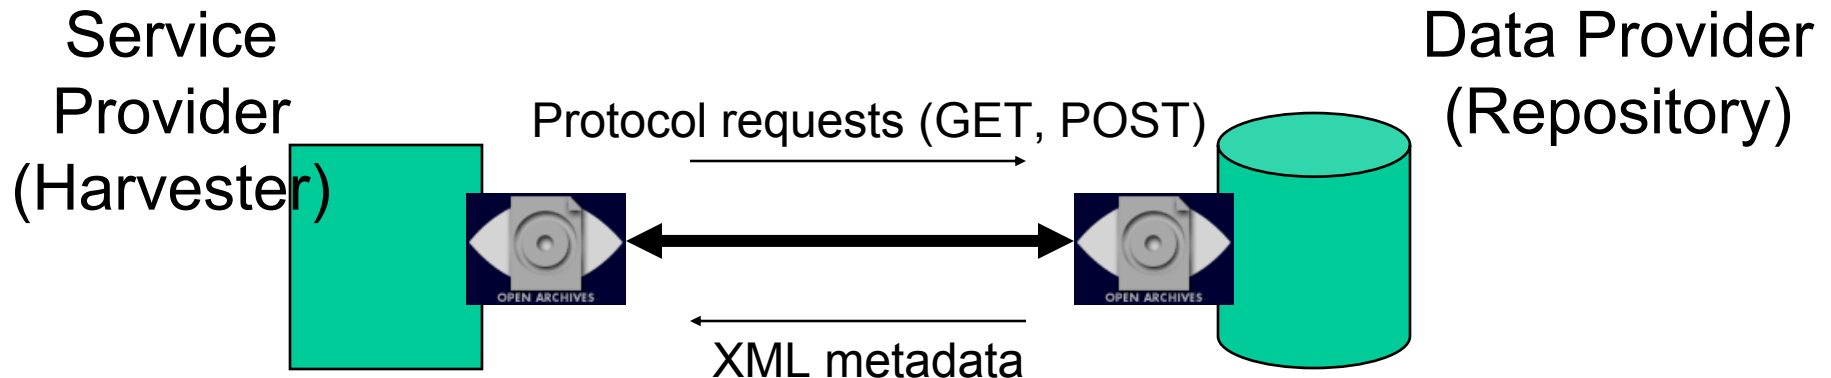 Service
Provider
(Harvester)
Protocol requests (GET, POST)
Data Provider
(Repository)
OPEN ARCHIVES
OPEN ARCHIVES
XML metadata